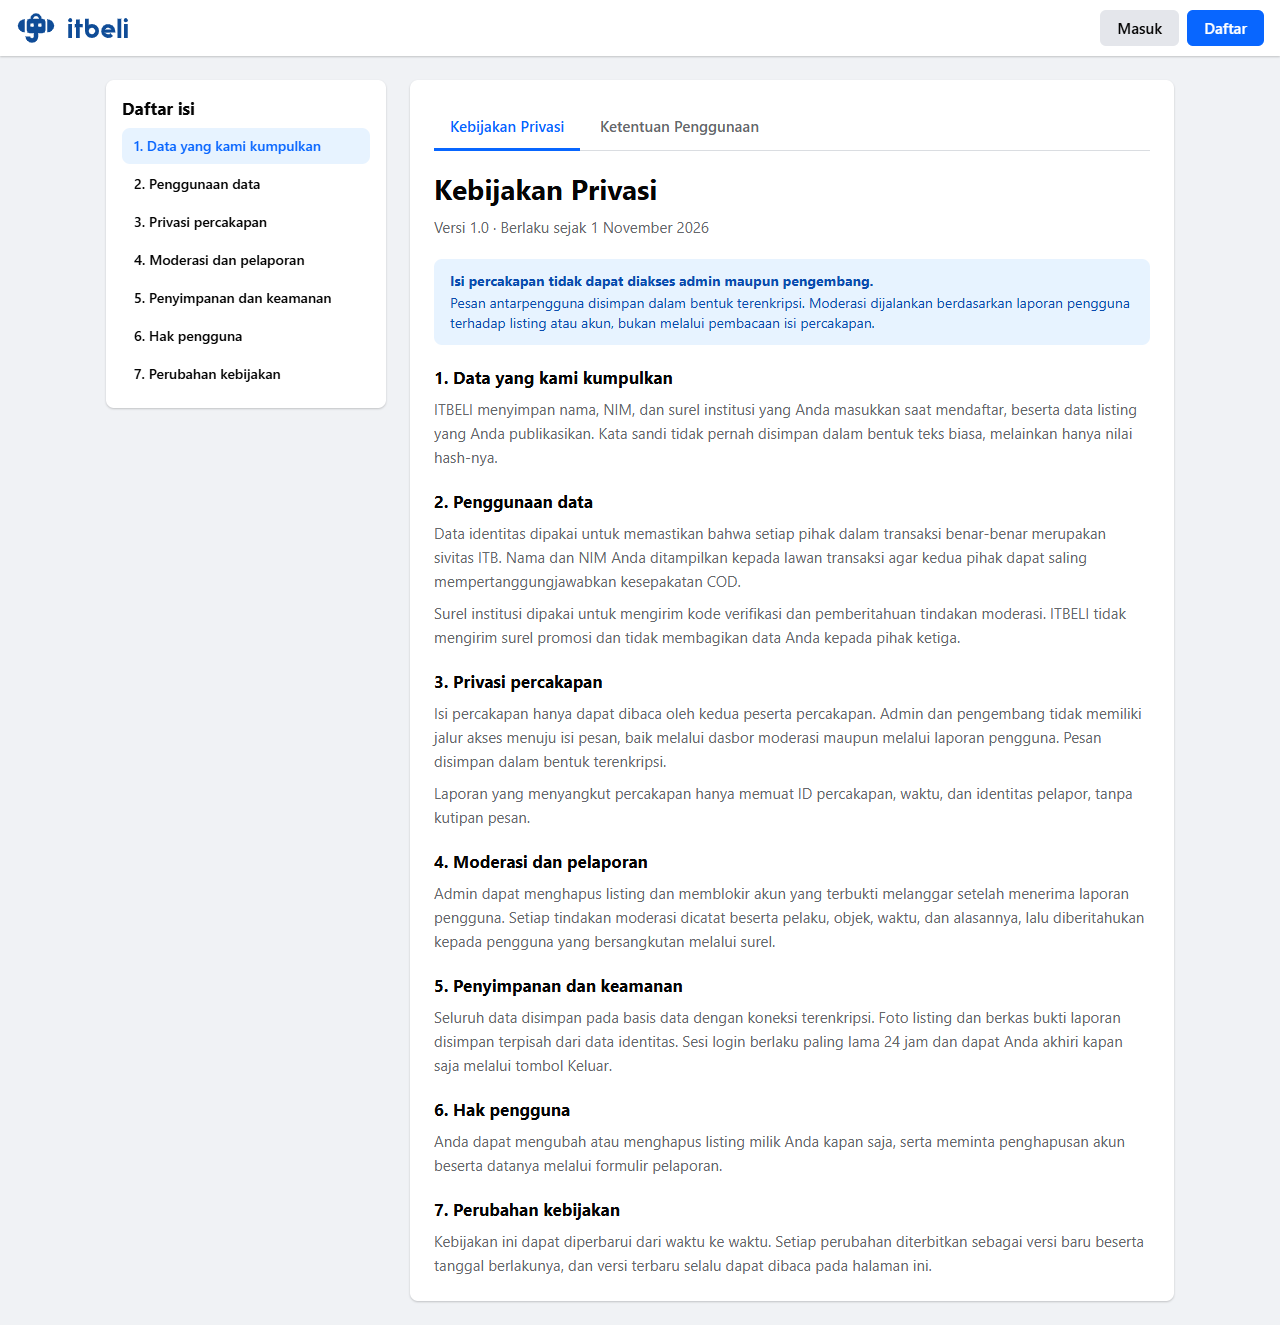 itbeli
Masuk
Daftar
Daftar isi
1. Data yang kami kumpulkan
2. Penggunaan data
3. Privasi percakapan
4. Moderasi dan pelaporan
5. Penyimpanan dan keamanan
6. Hak pengguna
7. Perubahan kebijakan
Kebijakan Privasi
Ketentuan Penggunaan
Kebijakan Privasi
Versi 1.0 · Berlaku sejak 1 November 2026
Isi percakapan tidak dapat diakses admin maupun pengembang.
Pesan antarpengguna disimpan dalam bentuk terenkripsi. Moderasi dijalankan berdasarkan laporan pengguna
terhadap listing atau akun, bukan melalui pembacaan isi percakapan.
1. Data yang kami kumpulkan
ITBELI menyimpan nama, NIM, dan surel institusi yang Anda masukkan saat mendaftar, beserta data listing
yang Anda publikasikan. Kata sandi tidak pernah disimpan dalam bentuk teks biasa, melainkan hanya nilai
hash-nya.
2. Penggunaan data
Data identitas dipakai untuk memastikan bahwa setiap pihak dalam transaksi benar-benar merupakan
sivitas ITB. Nama dan NIM Anda ditampilkan kepada lawan transaksi agar kedua pihak dapat saling
mempertanggungjawabkan kesepakatan COD.
Surel institusi dipakai untuk mengirim kode verifikasi dan pemberitahuan tindakan moderasi. ITBELI tidak
mengirim surel promosi dan tidak membagikan data Anda kepada pihak ketiga.
3. Privasi percakapan
Isi percakapan hanya dapat dibaca oleh kedua peserta percakapan. Admin dan pengembang tidak memiliki
jalur akses menuju isi pesan, baik melalui dasbor moderasi maupun melalui laporan pengguna. Pesan
disimpan dalam bentuk terenkripsi.
Laporan yang menyangkut percakapan hanya memuat ID percakapan, waktu, dan identitas pelapor, tanpa
kutipan pesan.
4. Moderasi dan pelaporan
Admin dapat menghapus listing dan memblokir akun yang terbukti melanggar setelah menerima laporan
pengguna. Setiap tindakan moderasi dicatat beserta pelaku, objek, waktu, dan alasannya, lalu diberitahukan
kepada pengguna yang bersangkutan melalui surel.
5. Penyimpanan dan keamanan
Seluruh data disimpan pada basis data dengan koneksi terenkripsi. Foto listing dan berkas bukti laporan
disimpan terpisah dari data identitas. Sesi login berlaku paling lama 24 jam dan dapat Anda akhiri kapan
saja melalui tombol Keluar.
6. Hak pengguna
Anda dapat mengubah atau menghapus listing milik Anda kapan saja, serta meminta penghapusan akun
beserta datanya melalui formulir pelaporan.
7. Perubahan kebijakan
Kebijakan ini dapat diperbarui dari waktu ke waktu. Setiap perubahan diterbitkan sebagai versi baru beserta
tanggal berlakunya, dan versi terbaru selalu dapat dibaca pada halaman ini.